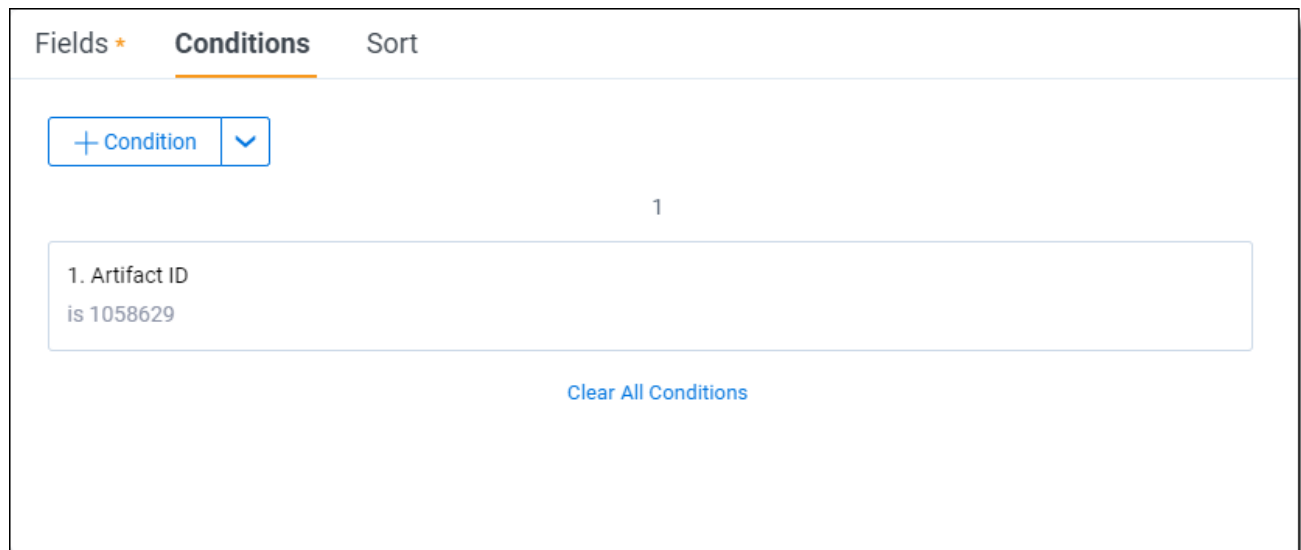 Fields * Conditions Sort
+ Condition
1
1. Artifact ID
is 1058629
Clear All Conditions